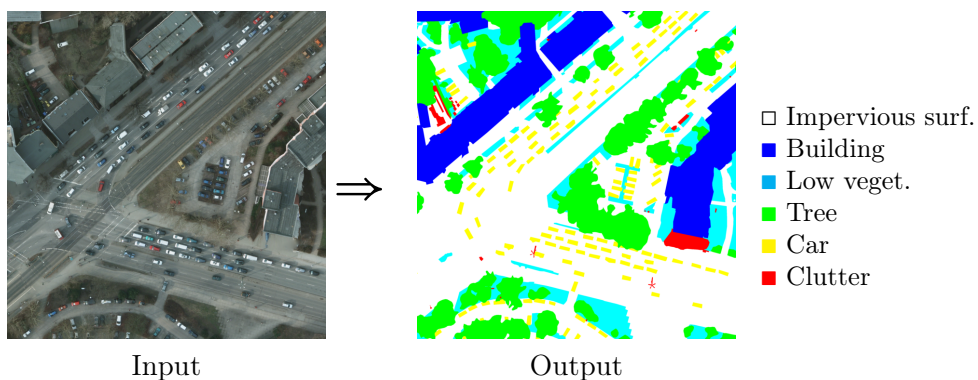 Impervious surf.
Building
Low veget.
Tree
Car
Clutter
Input
Output